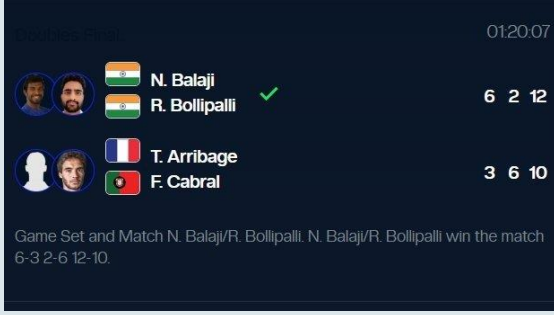 Doubles Final
01:20:07
N. Balaji
R. Bollipalli
6 2 12
T. Arribage
F. Cabral
3 6 10
Game Set and Match N. Balaji/R. Bollipalli. N. Balaji/R. Bollipalli win the match
6-3 2-6 12-10.